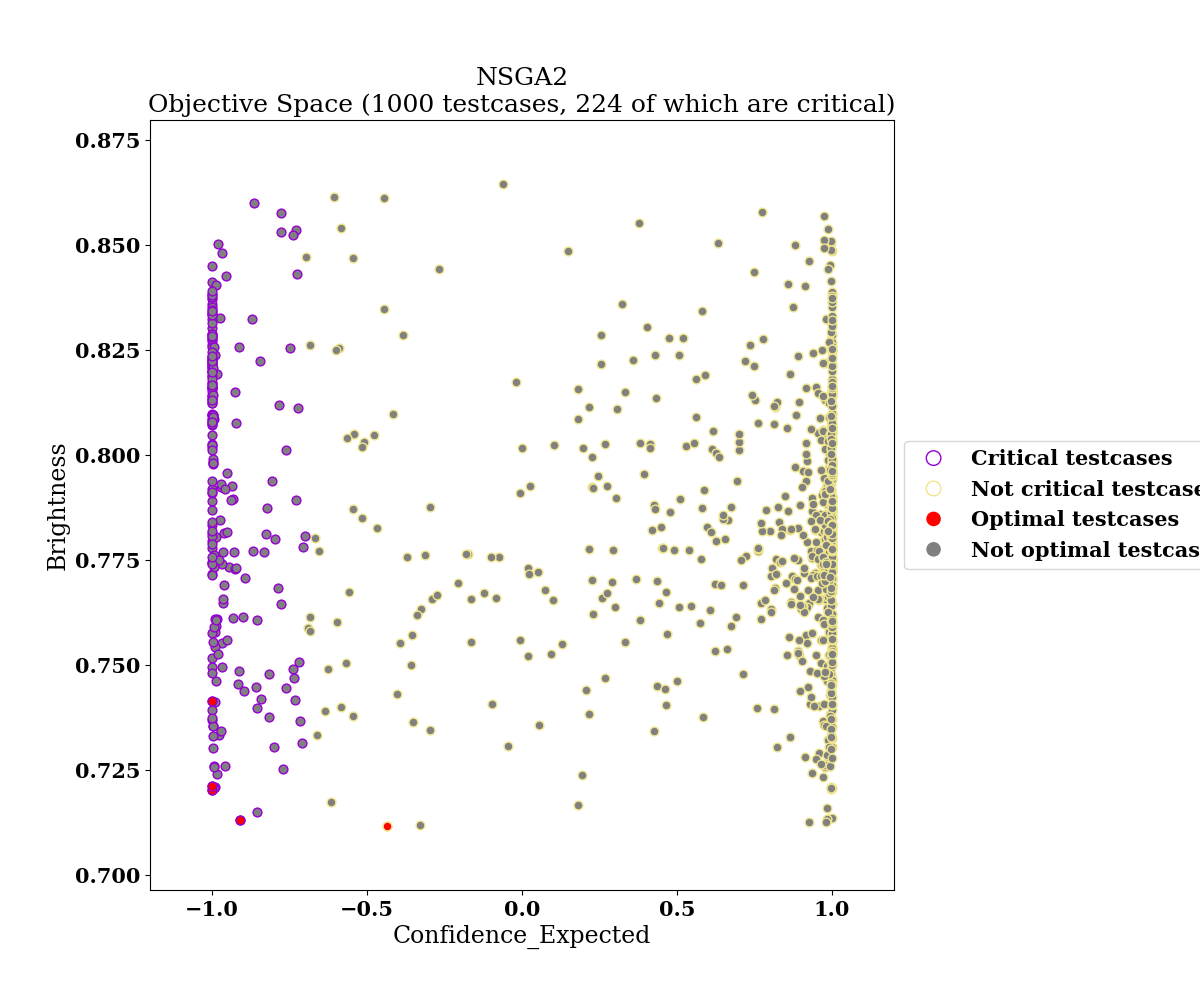 NSGA2
Objective Space (1000 testcases, 224 of which are critical)
0.875
0.850
0.825
0.800
0.775
0.750
0.725
0.700
Brightness
−1.0
−0.5
0.0
0.5
1.0
Confidence_Expected
Critical testcases
Not critical testcase
Optimal testcases
Not optimal testcas